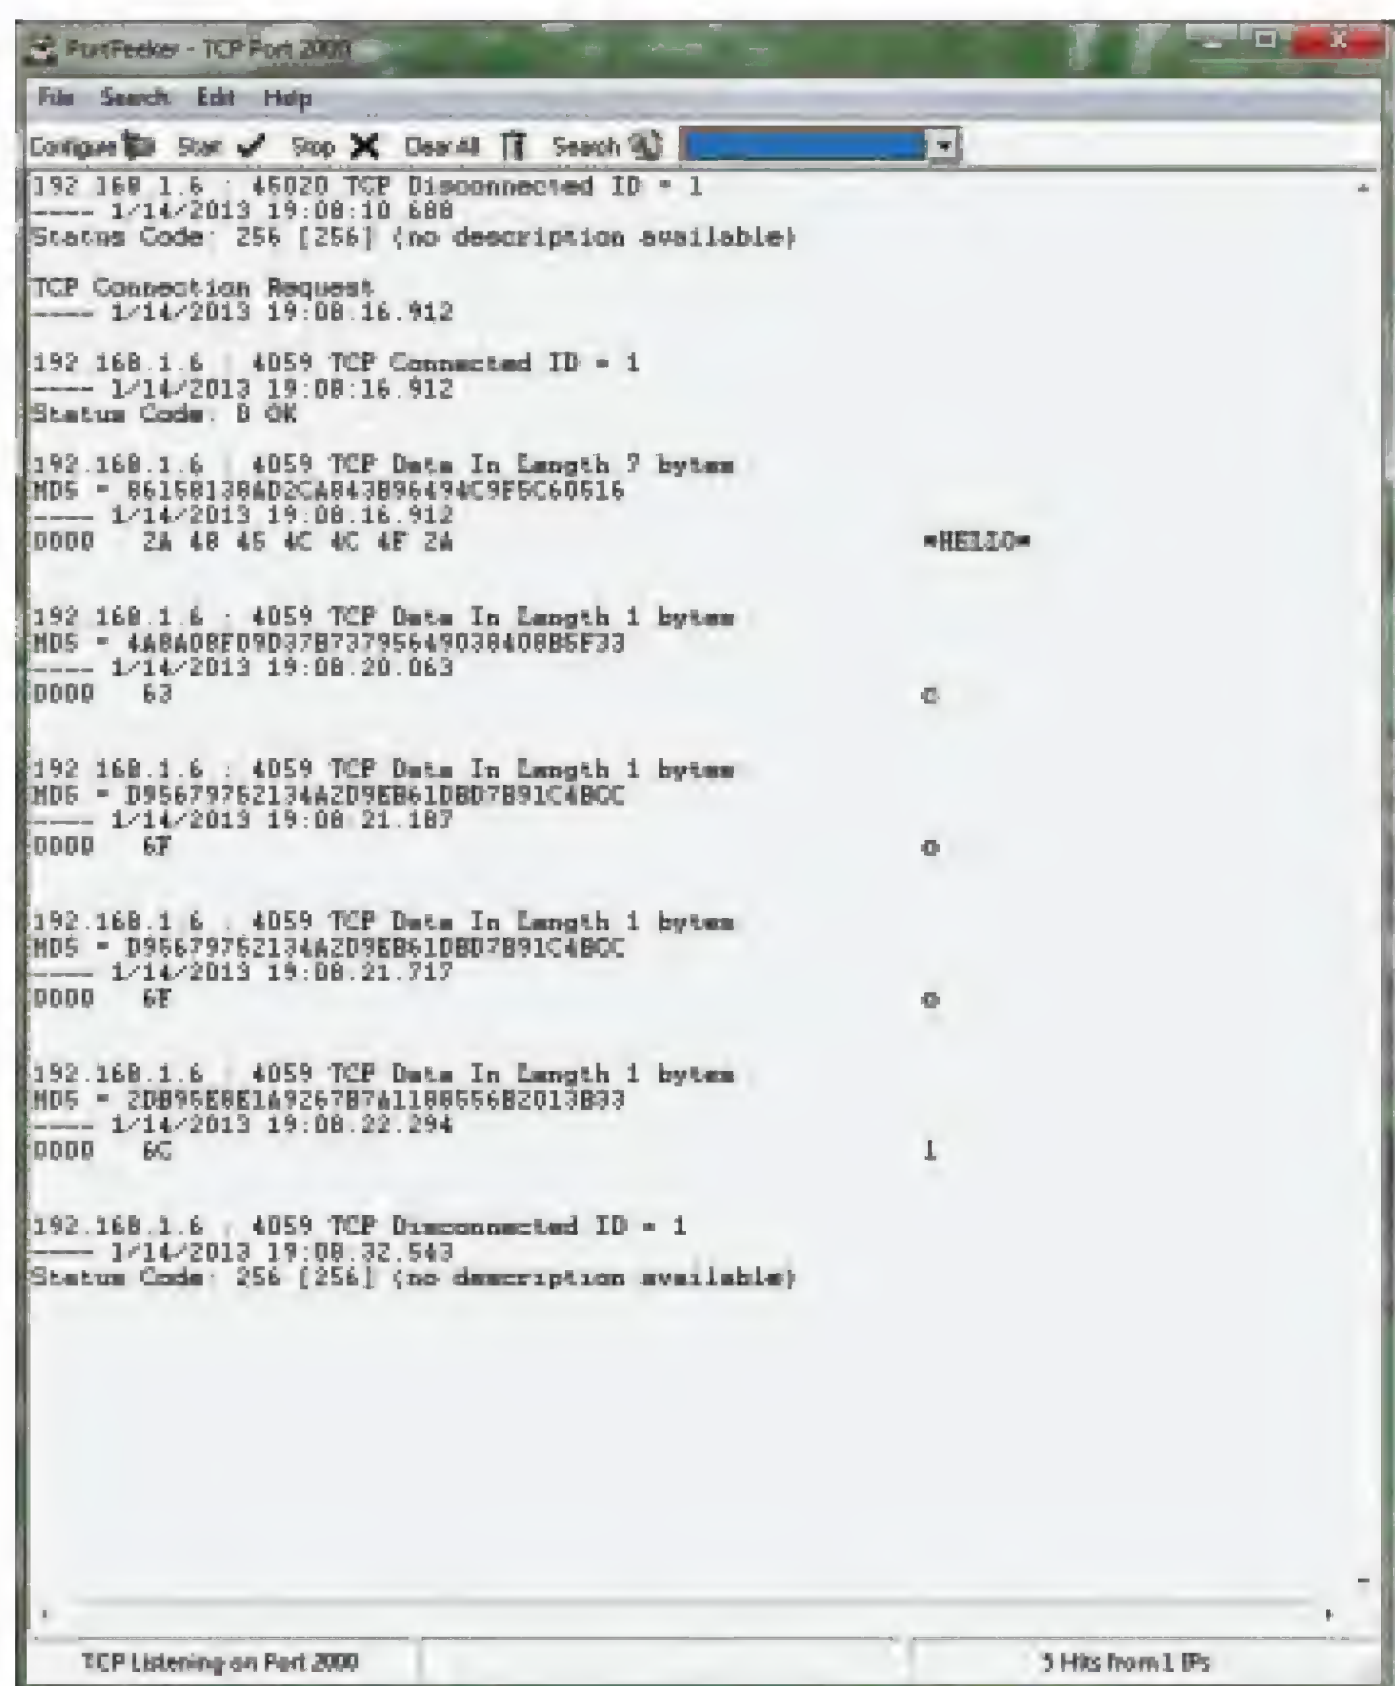 PortPeeker - TCP Port 2000
File Search Edit Help
Configure Start Stop Clear All Search
192.168.1.6 : 45020 TCP Disconnected ID = 1
---- 1/14/2013 19:08:10.688
Status Code: 256 [256] (no description available)
TCP Connection Request
---- 1/14/2013 19:08:16.912
192.168.1.6 : 4059 TCP Connected ID = 1
---- 1/14/2013 19:08:16.912
Status Code: 0 OK
192.168.1.6 : 4059 TCP Data In Length 7 bytes
MD5 =
---- 1/14/2013 19:08:16.912
0000 2A 48 45 4C 4C 4F 2A *HELLO*
192.168.1.6 : 4059 TCP Data In Length 1 bytes
MD5 = 4A8A08F09D37B73795649038408B5F33
---- 1/14/2013 19:08:20.063
0000 63 c
192.168.1.6 : 4059 TCP Data In Length 1 bytes
MD5 = D95679752134A2D9EB61DBD7B91C4BCC
---- 1/14/2013 19:08:21.187
0000 6F o
192.168.1.6 : 4059 TCP Data In Length 1 bytes
MD5 = D95679752134A2D9EB61DBD7B91C4BCC
---- 1/14/2013 19:08:21.717
0000 6F o
192.168.1.6 : 4059 TCP Data In Length 1 bytes
MD5 = 2DB95E8E1A9267B7A1188556B2013B33
---- 1/14/2013 19:08:22.294
0000 6C l
192.168.1.6 : 4059 TCP Disconnected ID = 1
---- 1/14/2013 19:08:32.543
Status Code: 256 [256] (no description available)
TCP Listening on Port 2000
5 Hits from 1 IPs